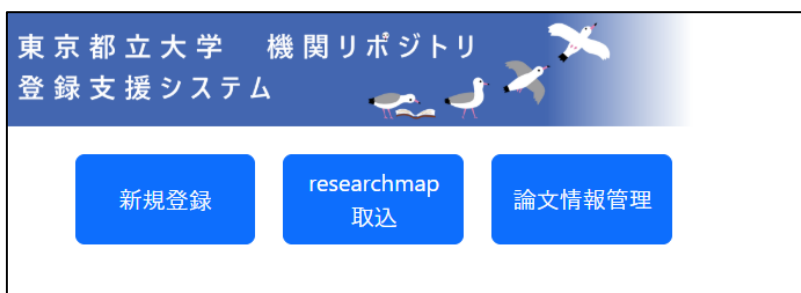 東京都立大学 機関リポジトリ
登録支援システム
新規登録
researchmap
取込
論文情報管理